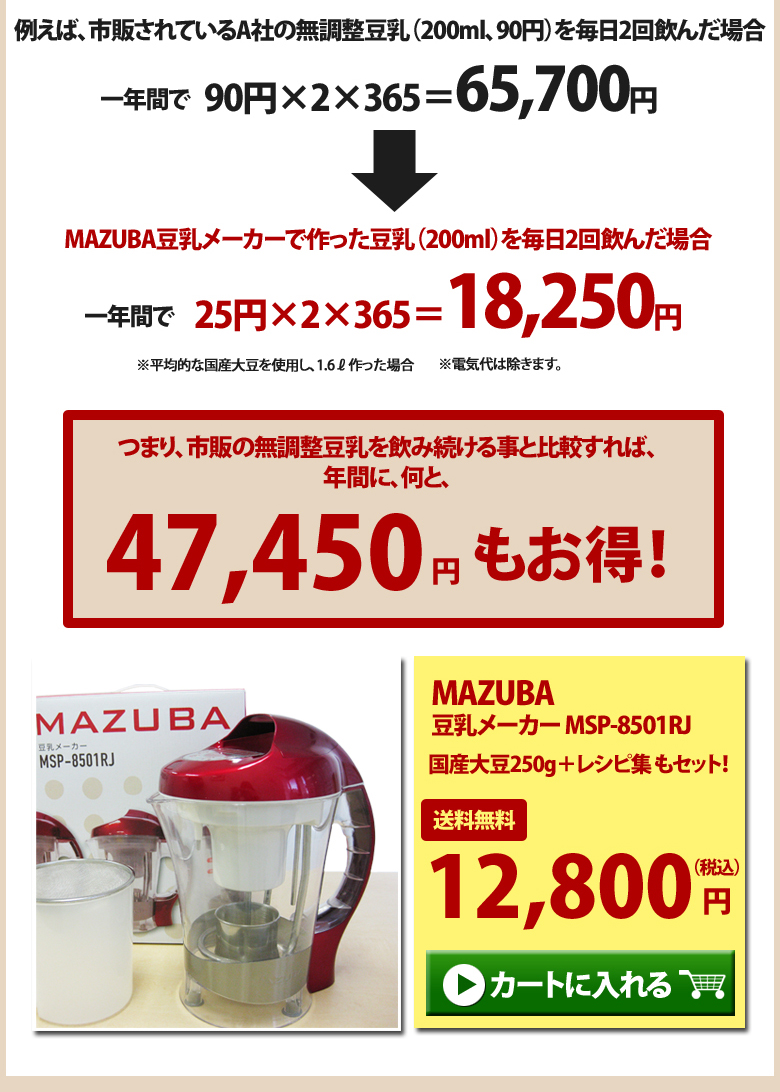 例えば、市販されているA社の無調整豆乳（200ml、90円）を毎日2回飲んだ場合
一年間で 90円×2×365＝65,700円
MAZUBA豆乳メーカーで作った豆乳（200ml）を毎日2回飲んだ場合
一年間で 25円×2×365＝18,250円
※平均的な国産大豆を使用し、1.6ℓ作った場合 ※電気代は除きます。
つまり、市販の無調整豆乳を飲み続ける事と比較すれば、
年間に、何と、
47,450円 もお得！
MAZUBA
豆乳メーカー
MSP-8501RJ
MAZUBA
豆乳メーカー MSP-8501RJ
国産大豆250g＋レシピ集 もセット！
送料無料
12,800円（税込）
カートに入れる